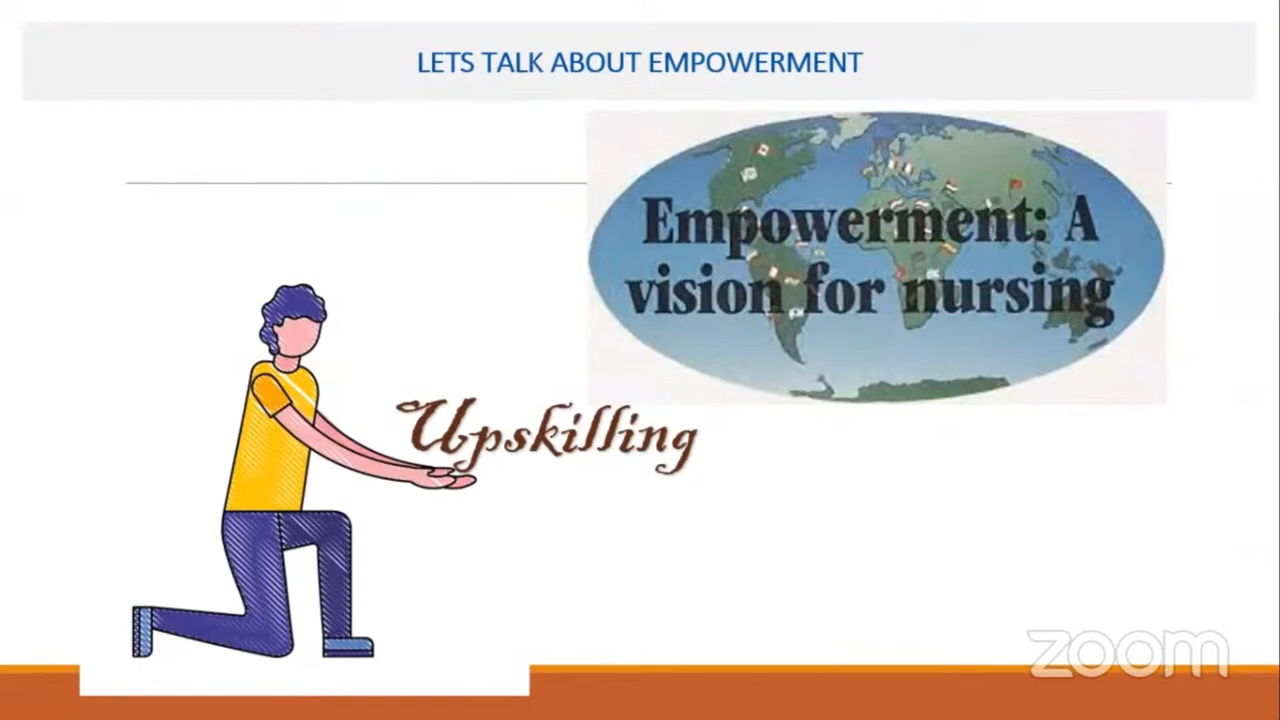 LETS TALK ABOUT EMPOWERMENT
Empowerment: A
vision for nursing
Upskilling
zoom